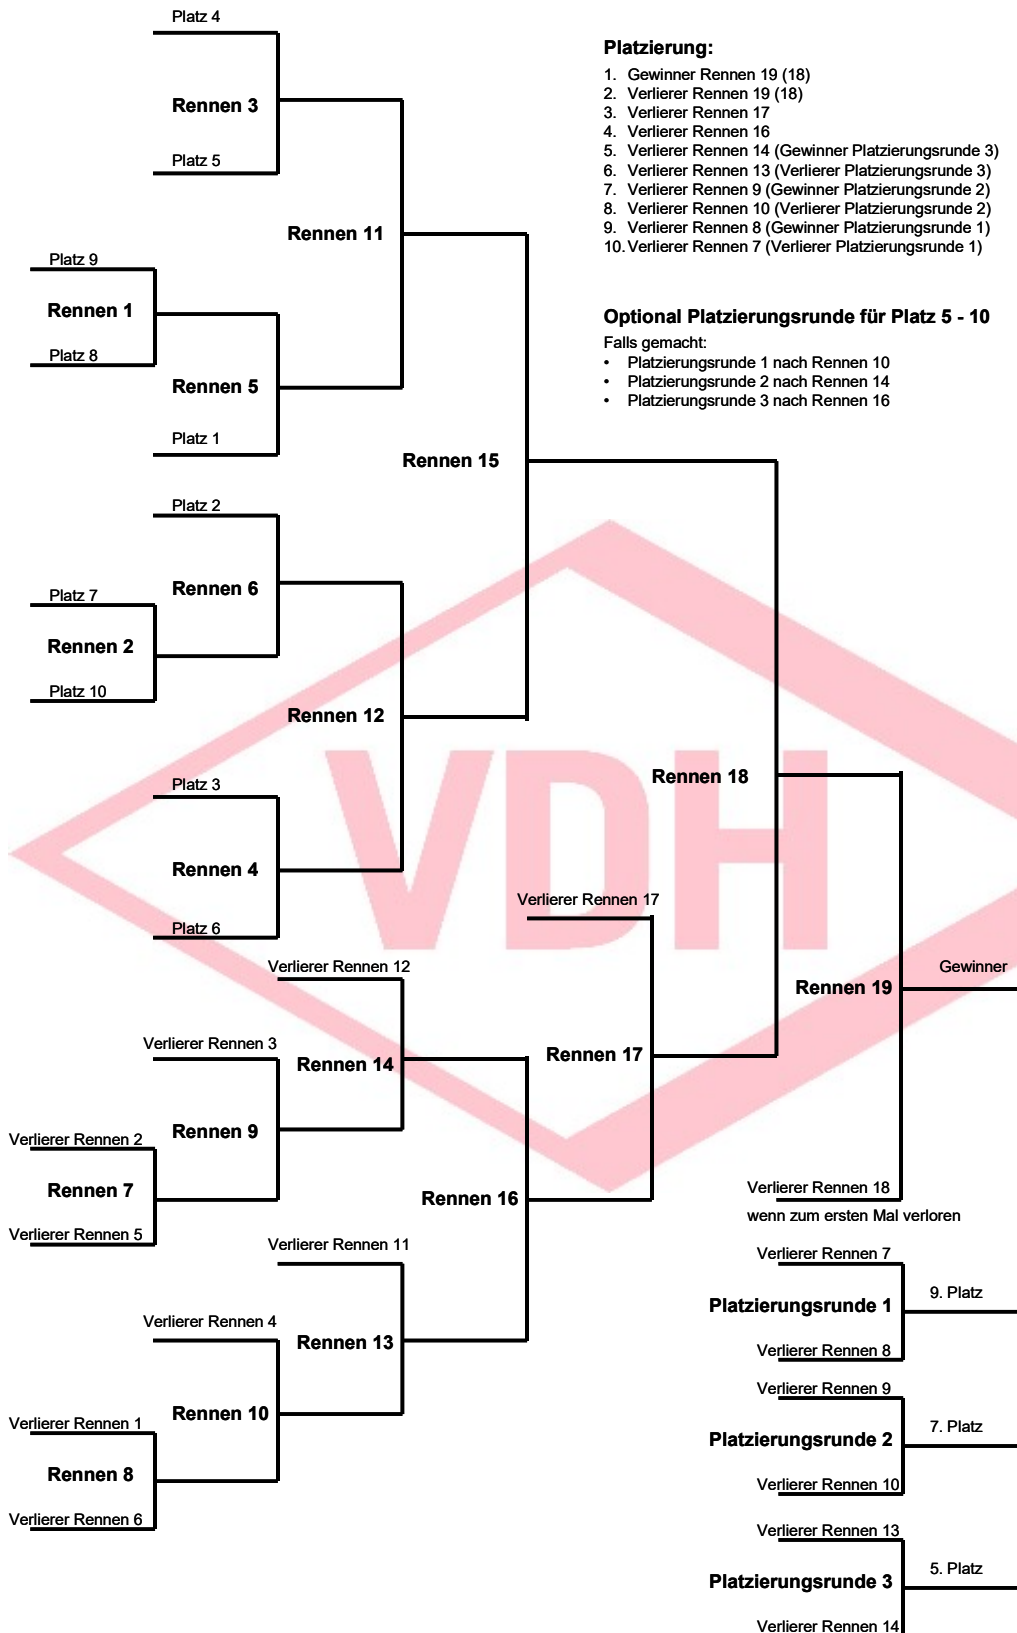 Platz 4
Rennen 3
Platz 5
Rennen 11
Platz 9
Rennen 1
Platz 8
Rennen 5
Platz 1
Rennen 15
Platz 2
Rennen 6
Platz 7
Rennen 2
Platz 10
Rennen 12
Platz 3
Rennen 4
Platz 6
Platzierung:
1. Gewinner Rennen 19 (18)
2. Verlierer Rennen 19 (18)
3. Verlierer Rennen 17
4. Verlierer Rennen 16
5. Verlierer Rennen 14 (Gewinner Platzierungsrunde 3)
6. Verlierer Rennen 13 (Verlierer Platzierungsrunde 3)
7. Verlierer Rennen 9 (Gewinner Platzierungsrunde 2)
8. Verlierer Rennen 10 (Verlierer Platzierungsrunde 2)
9. Verlierer Rennen 8 (Gewinner Platzierungsrunde 1)
10. Verlierer Rennen 7 (Verlierer Platzierungsrunde 1)
Optional Platzierungsrunde für Platz 5 - 10
Falls gemacht:
• Platzierungsrunde 1 nach Rennen 10
• Platzierungsrunde 2 nach Rennen 14
• Platzierungsrunde 3 nach Rennen 16
VDH
Rennen 18
Verlierer Rennen 17
Verlierer Rennen 12
Rennen 19
Gewinner
Verlierer Rennen 3
Rennen 14
Rennen 17
Rennen 9
Verlierer Rennen 2
Rennen 7
Verlierer Rennen 5
Rennen 16
Verlierer Rennen 18
wenn zum ersten Mal verloren
Verlierer Rennen 11
Verlierer Rennen 4
Rennen 13
Rennen 10
Verlierer Rennen 1
Rennen 8
Verlierer Rennen 6
Verlierer Rennen 7
Platzierungsrunde 1
9. Platz
Verlierer Rennen 8
Verlierer Rennen 9
Platzierungsrunde 2
7. Platz
Verlierer Rennen 10
Verlierer Rennen 13
Platzierungsrunde 3
5. Platz
Verlierer Rennen 14